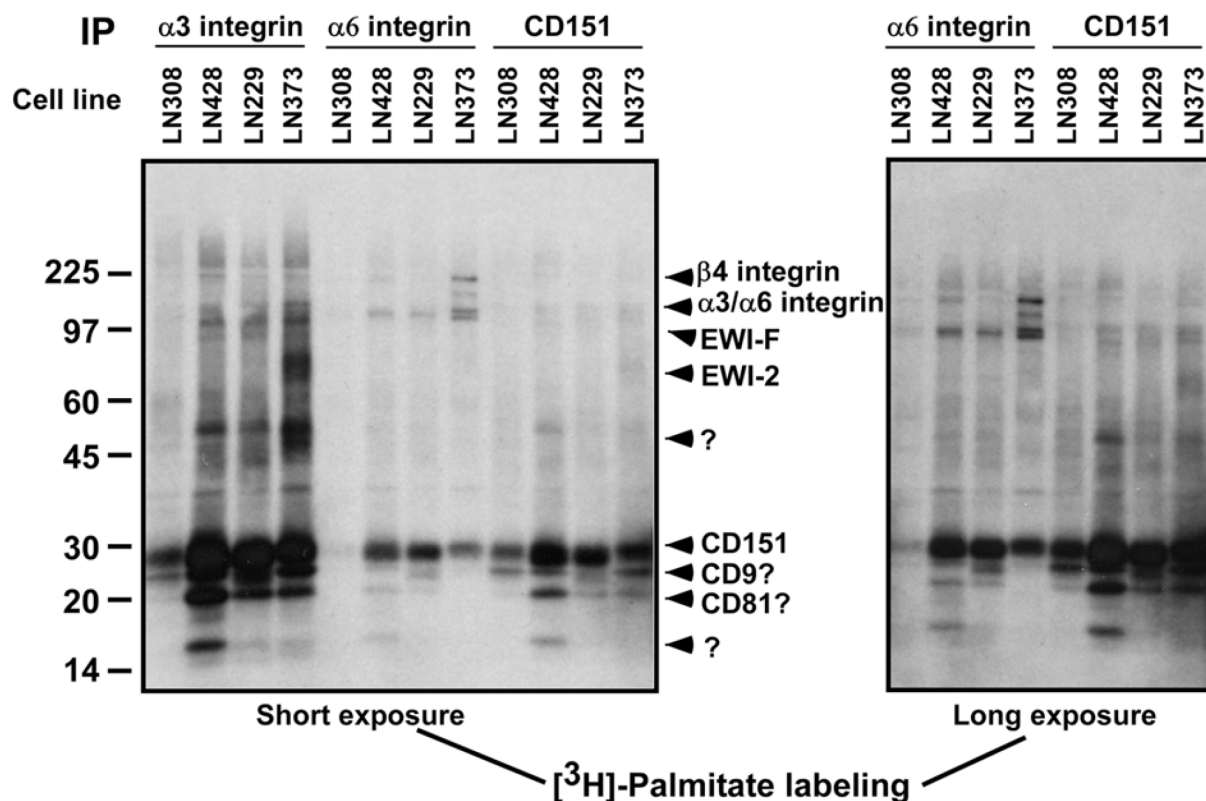 IP α3 integrin α6 integrin CD151 α6 integrin CD151
Cell line LN308 LN428 LN229 LN373 LN308 LN428 LN229 LN373 LN308 LN428 LN229 LN373 LN308 LN428 LN229 LN373 LN308 LN428 LN229 LN373
225
β4 integrin
α3/α6 integrin
97
EWI-F
EWI-2
60
?
45
30
CD151
CD9?
20
CD81?
?
14
Short exposure Long exposure
[³H]-Palmitate labeling